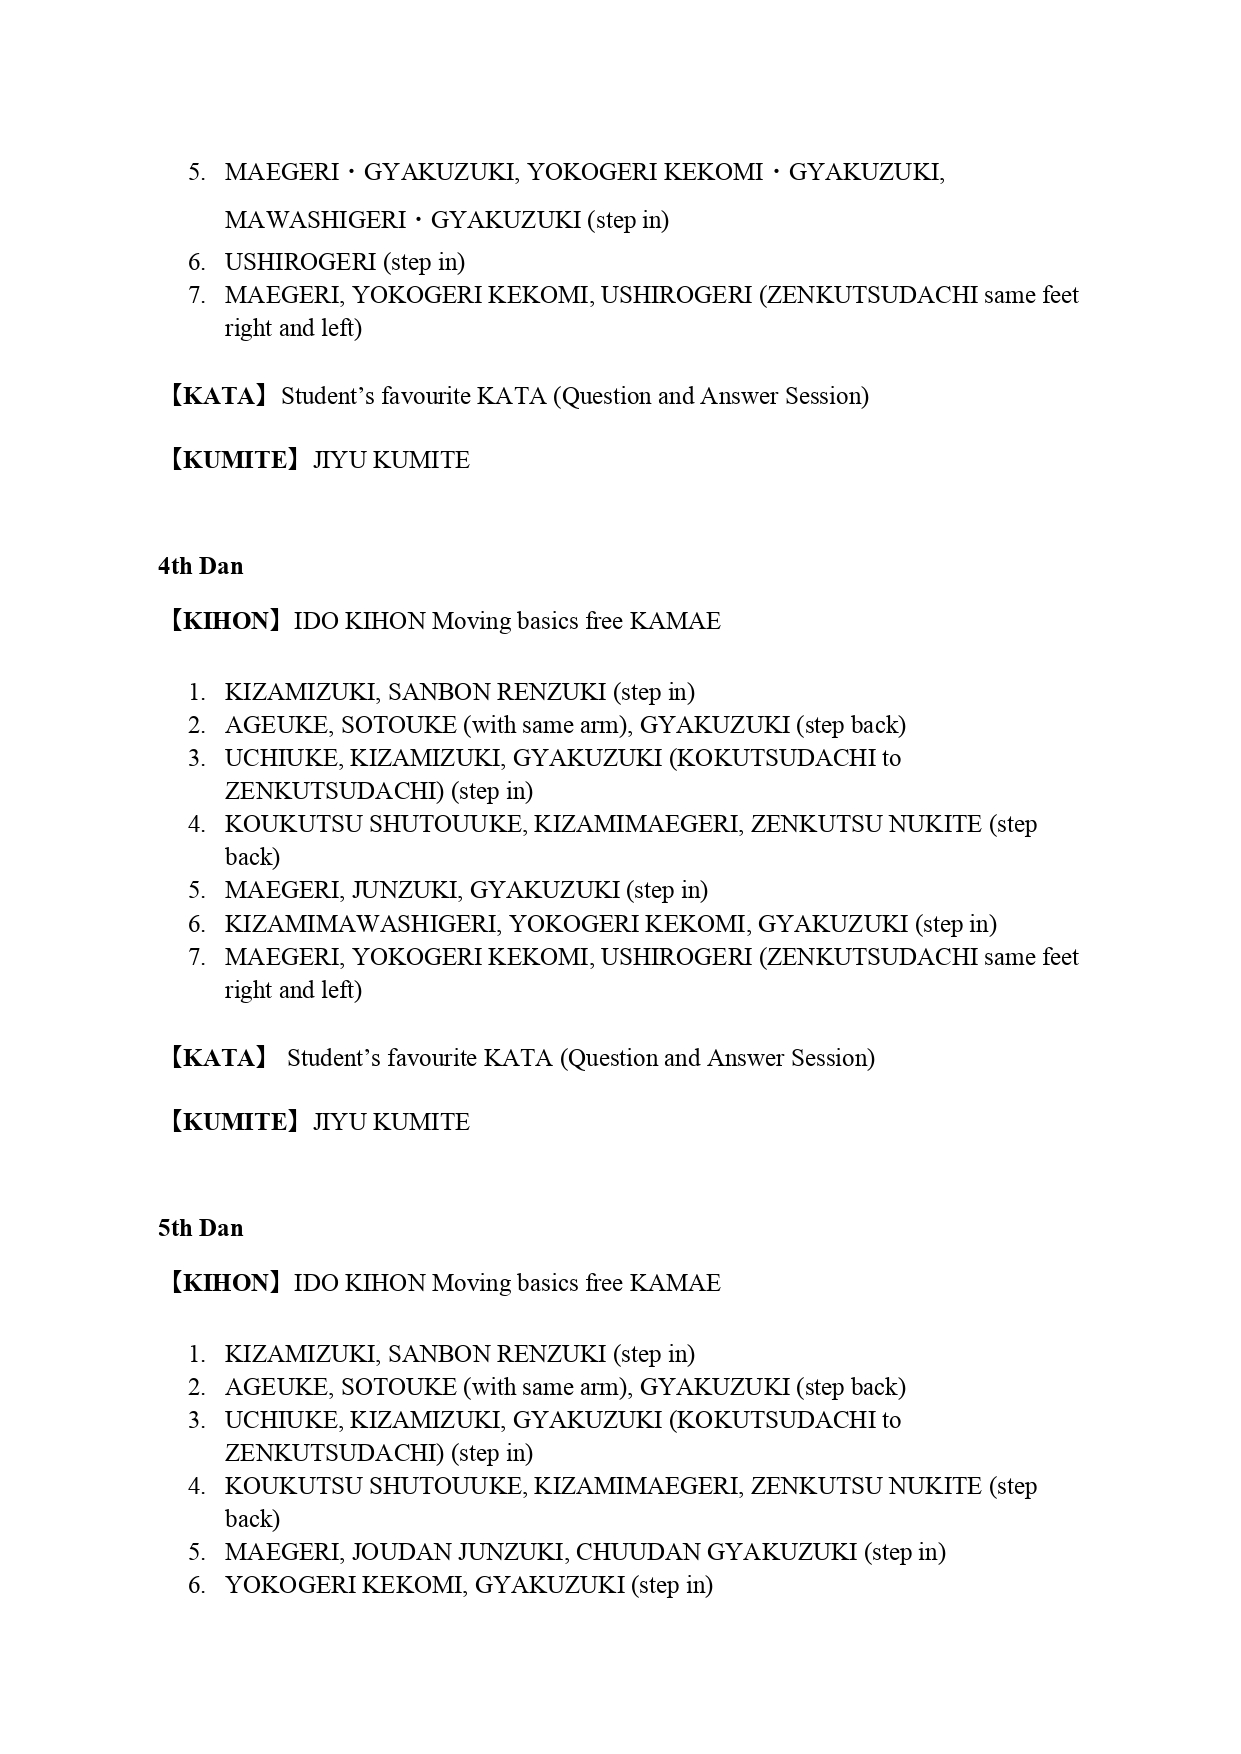 5. MAEGERI・GYAKUZUKI, YOKOGERI KEKOMI・GYAKUZUKI,
MAWASHIGERI・GYAKUZUKI (step in)
6. USHIROGERI (step in)
7. MAEGERI, YOKOGERI KEKOMI, USHIROGERI (ZENKUTSUDACHI same feet
right and left)
【KATA】Student’s favourite KATA (Question and Answer Session)
【KUMITE】JIYU KUMITE
4th Dan
【KIHON】IDO KIHON Moving basics free KAMAE
1. KIZAMIZUKI, SANBON RENZUKI (step in)
2. AGEUKE, SOTOUKE (with same arm), GYAKUZUKI (step back)
3. UCHIUKE, KIZAMIZUKI, GYAKUZUKI (KOKUTSUDACHI to
ZENKUTSUDACHI) (step in)
4. KOUKUTSU SHUTOUUKE, KIZAMIMAEGERI, ZENKUTSU NUKITE (step
back)
5. MAEGERI, JUNZUKI, GYAKUZUKI (step in)
6. KIZAMIMAWASHIGERI, YOKOGERI KEKOMI, GYAKUZUKI (step in)
7. MAEGERI, YOKOGERI KEKOMI, USHIROGERI (ZENKUTSUDACHI same feet
right and left)
【KATA】 Student’s favourite KATA (Question and Answer Session)
【KUMITE】JIYU KUMITE
5th Dan
【KIHON】IDO KIHON Moving basics free KAMAE
1. KIZAMIZUKI, SANBON RENZUKI (step in)
2. AGEUKE, SOTOUKE (with same arm), GYAKUZUKI (step back)
3. UCHIUKE, KIZAMIZUKI, GYAKUZUKI (KOKUTSUDACHI to
ZENKUTSUDACHI) (step in)
4. KOUKUTSU SHUTOUUKE, KIZAMIMAEGERI, ZENKUTSU NUKITE (step
back)
5. MAEGERI, JOUDAN JUNZUKI, CHUUDAN GYAKUZUKI (step in)
6. YOKOGERI KEKOMI, GYAKUZUKI (step in)